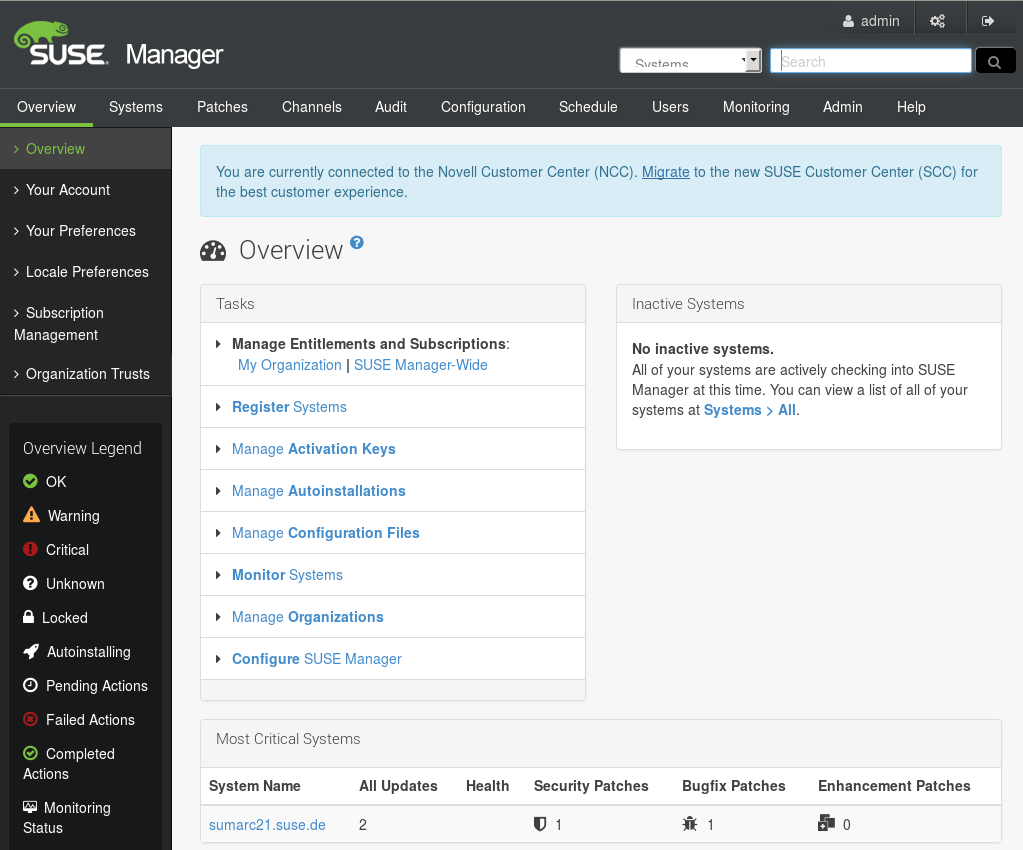 admin
SUSE Manager
Systems
Search
Overview Systems Patches Channels Audit Configuration Schedule Users Monitoring Admin Help
Overview
Your Account
Your Preferences
Locale Preferences
Subscription
Management
Organization Trusts
Overview Legend
OK
Warning
Critical
Unknown
Locked
Autoinstalling
Pending Actions
Failed Actions
Completed
Actions
Monitoring
Status
You are currently connected to the Novell Customer Center (NCC). Migrate to the new SUSE Customer Center (SCC) for
the best customer experience.
Overview
Tasks
Manage Entitlements and Subscriptions:
My Organization | SUSE Manager-Wide
Register Systems
Manage Activation Keys
Manage Autoinstallations
Manage Configuration Files
Monitor Systems
Manage Organizations
Configure SUSE Manager
Inactive Systems
No inactive systems.
All of your systems are actively checking into SUSE
Manager at this time. You can view a list of all of your
systems at Systems > All.
Most Critical Systems
System Name All Updates Health Security Patches Bugfix Patches Enhancement Patches
sumarc21.suse.de 2 1 1 0